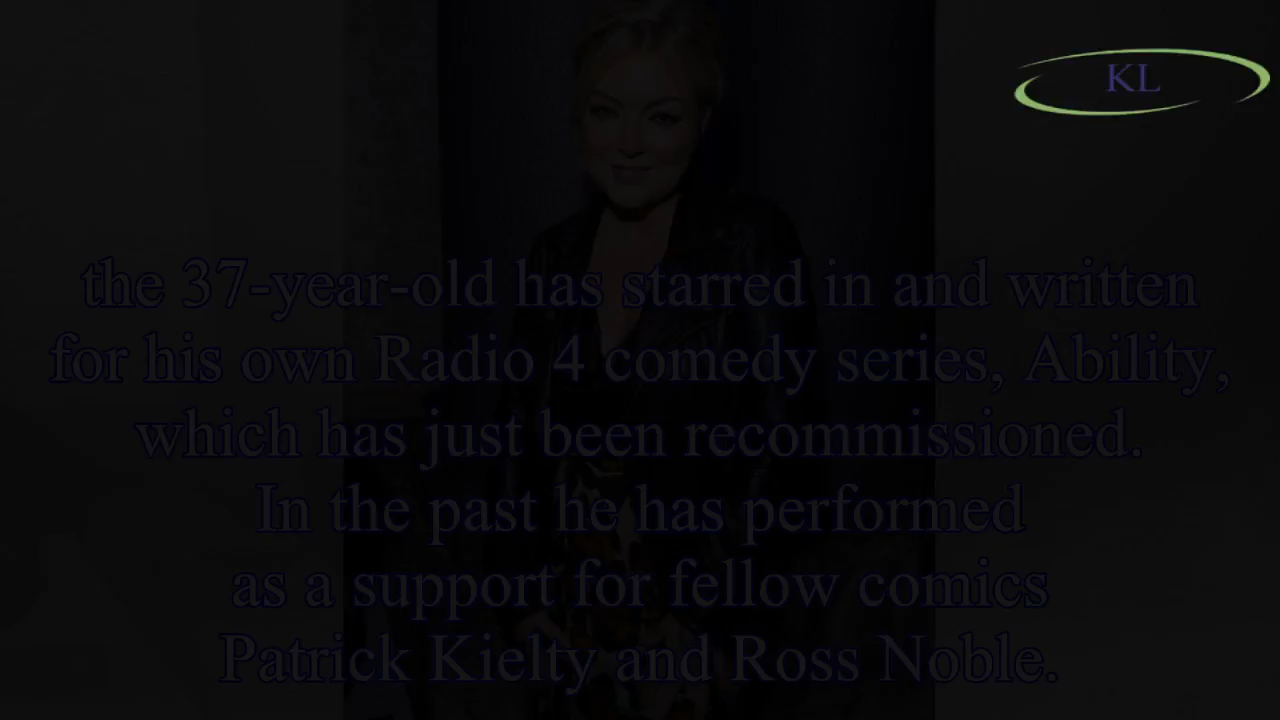 KL
the 37-year-old has starred in and written
for his own Radio 4 comedy series, Ability,
which has just been recommissioned.
In the past he has performed
as a support for fellow comics
Patrick Kielty and Ross Noble.